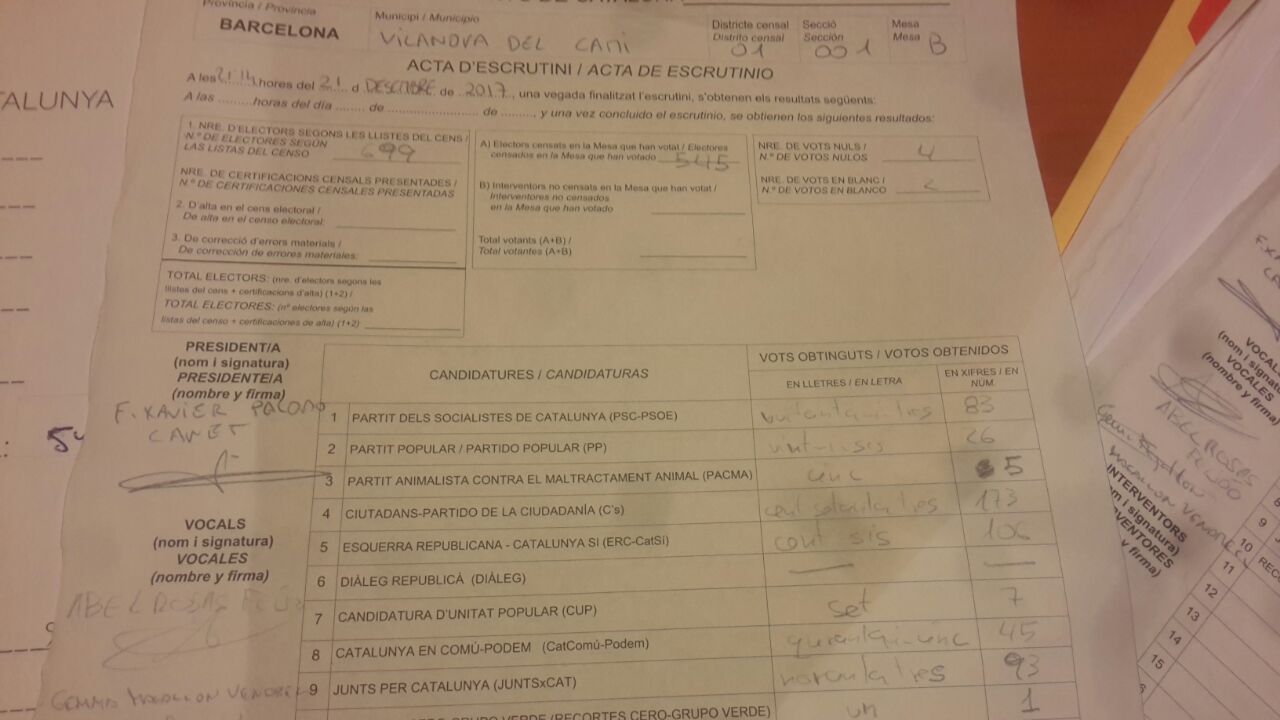 Província / Provincia
BARCELONA
Municipi / Municipio
VILANOVA DEL CAMI
Districte censal
Distrito censal
01
Secció
Sección
001
Mesa
Mesa B
TALUNYA
ACTA D'ESCRUTINI / ACTA DE ESCRUTINIO
A les 21:14 hores del 21 d DESEMBRE de 2017, una vegada finalitzat l'escrutini, s'obtenen els resultats següents:
A las ......... horas del día ........ de ........................ de ........., y una vez concluido el escrutinio, se obtienen los siguientes resultados:
1. NRE. D'ELECTORS SEGONS LES LLISTES DEL CENS /
N.º DE ELECTORES SEGÚN
LAS LISTAS DEL CENSO 699
NRE. DE CERTIFICACIONS CENSALS PRESENTADES /
N.º DE CERTIFICACIONES CENSALES PRESENTADAS
2. D'alta en el cens electoral /
De alta en el censo electoral:
3. De correcció d'errors materials /
De corrección de errores materiales:
TOTAL ELECTORS: (nre. d'electors segons les
llistes del cens + certificacions d'alta) (1+2) /
TOTAL ELECTORES: (nº electores según las
listas del censo + certificaciones de alta) (1+2)
A) Electors censats en la Mesa que han votat / Electores
censados en la Mesa que han votado 545
B) Interventors no censats en la Mesa que han votat /
Interventores no censados
en la Mesa que han votado
Total votants (A+B) /
Total votantes (A+B)
NRE. DE VOTS NULS /
N.º DE VOTOS NULOS 4
NRE. DE VOTS EN BLANC /
N.º DE VOTOS EN BLANCO 2
PRESIDENT/A
(nom i signatura)
PRESIDENTE/A
(nombre y firma)
F. XAVIER PALOMO
CANET
VOCALS
(nom i signatura)
VOCALES
(nombre y firma)
ABEL ROSAS
GEMMA
CANDIDATURES / CANDIDATURAS
VOTS OBTINGUTS / VOTOS OBTENIDOS
EN LLETRES / EN LETRA
EN XIFRES / EN NÚM.
1 PARTIT DELS SOCIALISTES DE CATALUNYA (PSC-PSOE) vuitantquitres 83
2 PARTIT POPULAR / PARTIDO POPULAR (PP) vint-i-sis 26
3 PARTIT ANIMALISTA CONTRA EL MALTRACTAMENT ANIMAL (PACMA) cinc 5
4 CIUTADANS-PARTIDO DE LA CIUDADANÍA (C's) cent setanta tres 173
5 ESQUERRA REPUBLICANA - CATALUNYA SÍ (ERC-CatSí) cent sis 106
6 DIÀLEG REPUBLICÀ (DIÀLEG) — —
7 CANDIDATURA D'UNITAT POPULAR (CUP) set 7
8 CATALUNYA EN COMÚ-PODEM (CatComú-Podem) 45
9 JUNTS PER CATALUNYA (JUNTSxCAT) noranta tres 93
GRUPO VERDE (RECORTES CERO-GRUPO VERDE) un 1
VOCALS
(nom i signatura)
VOCALES
(nombre y firma)
ABEL ROSAS
INTERVENTORS
(nom i signatura)
9
10
11
12
13
14
15